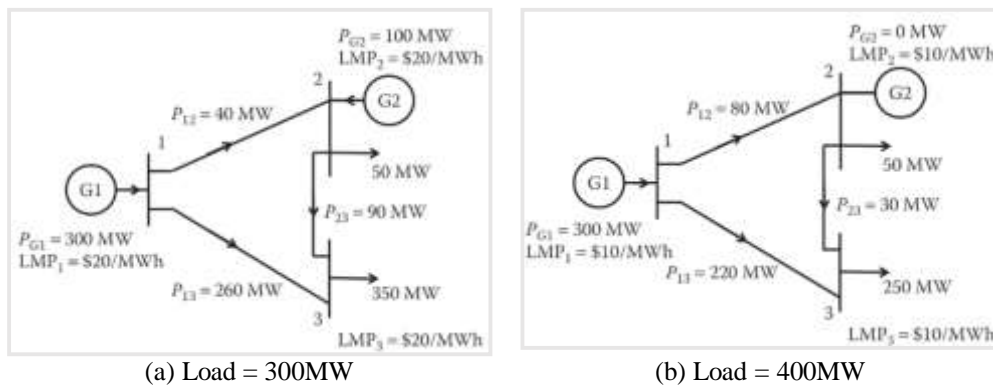 P_G2 = 100 MW
LMP_2 = $20/MWh
2
G2
P_12 = 40 MW
1
50 MW
G1
P_23 = 90 MW
P_G1 = 300 MW
LMP_1 = $20/MWh
P_13 = 260 MW
350 MW
3
LMP_3 = $20/MWh
(a) Load = 300MW
P_G2 = 0 MW
LMP_2 = $10/MWh
2
G2
P_12 = 80 MW
1
50 MW
G1
P_23 = 30 MW
P_G1 = 300 MW
LMP_1 = $10/MWh
P_13 = 220 MW
250 MW
3
LMP_3 = $10/MWh
(b) Load = 400MW